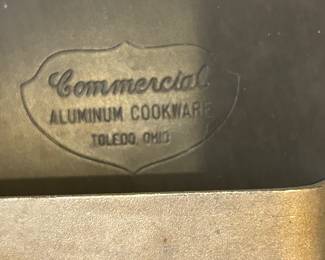 Commercial
ALUMINUM COOKWARE
TOLEDO, OHIO